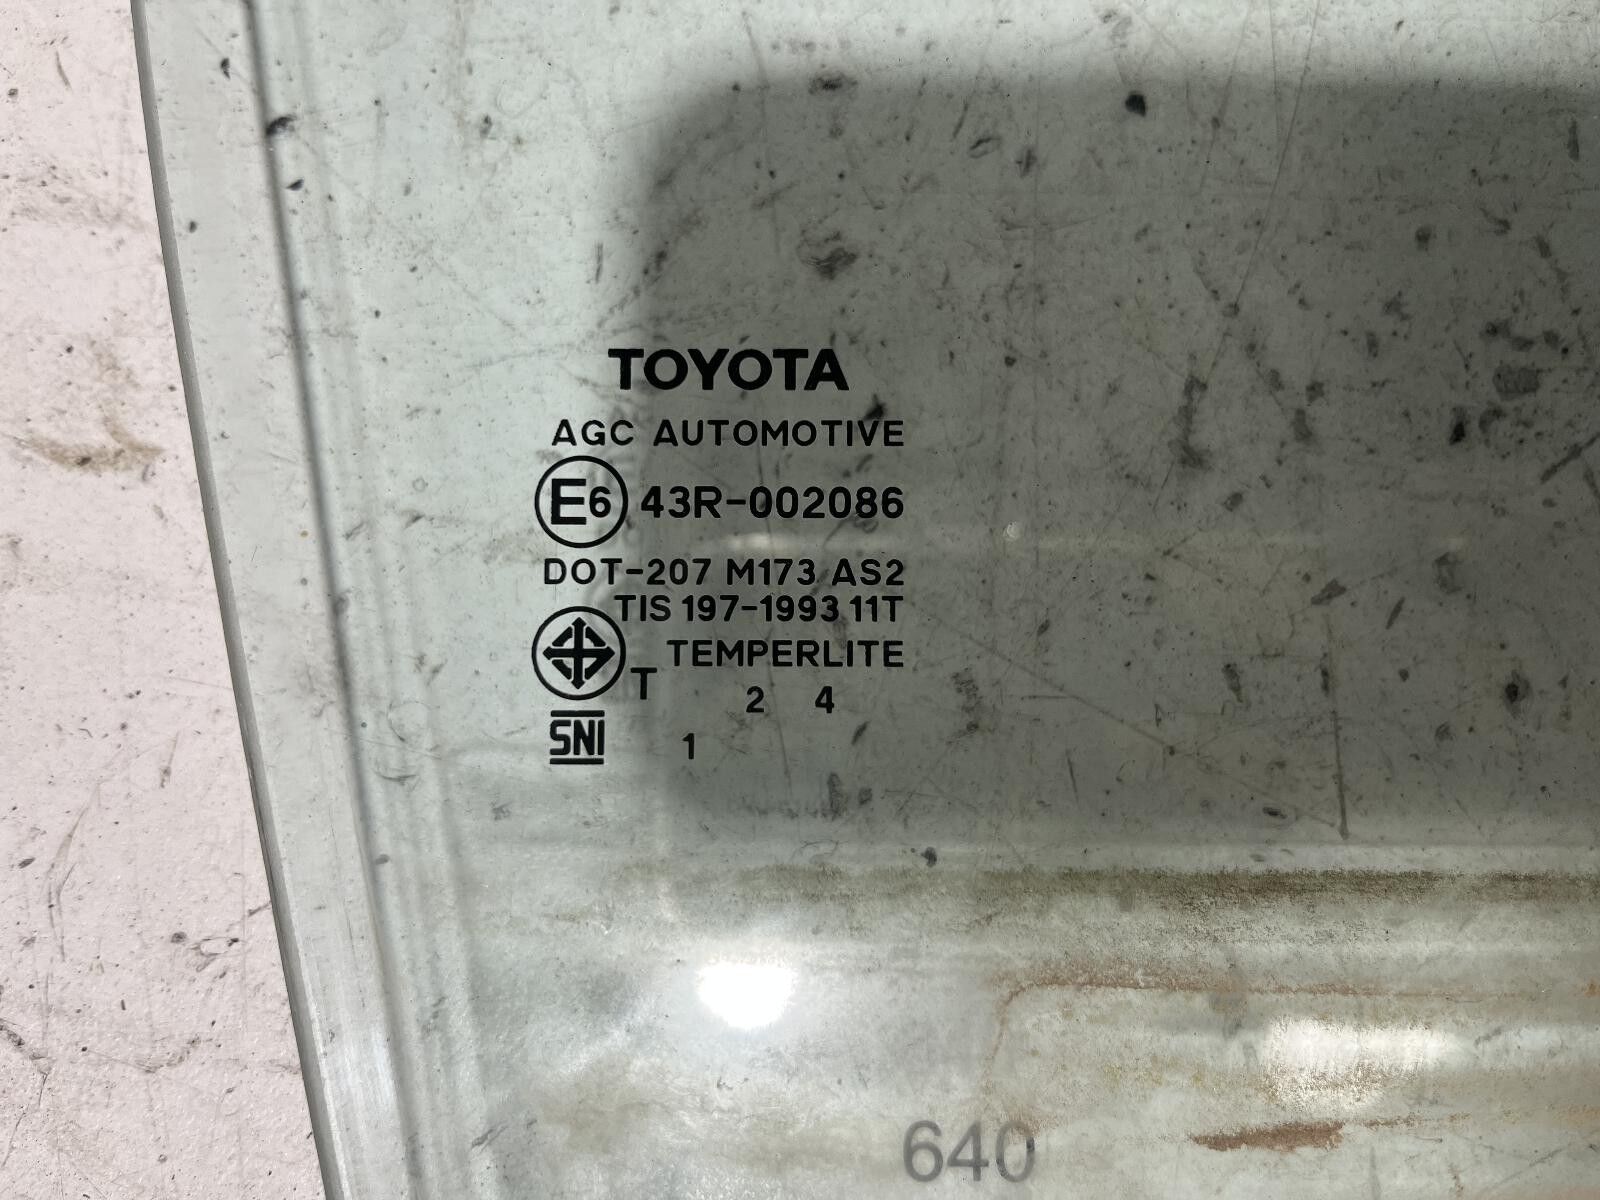 TOYOTA
AGC AUTOMOTIVE
E6 43R-002086
DOT-207 M173 AS2
TIS 197-1993 11T
TEMPERLITE
T 2 4
SNI 1
640